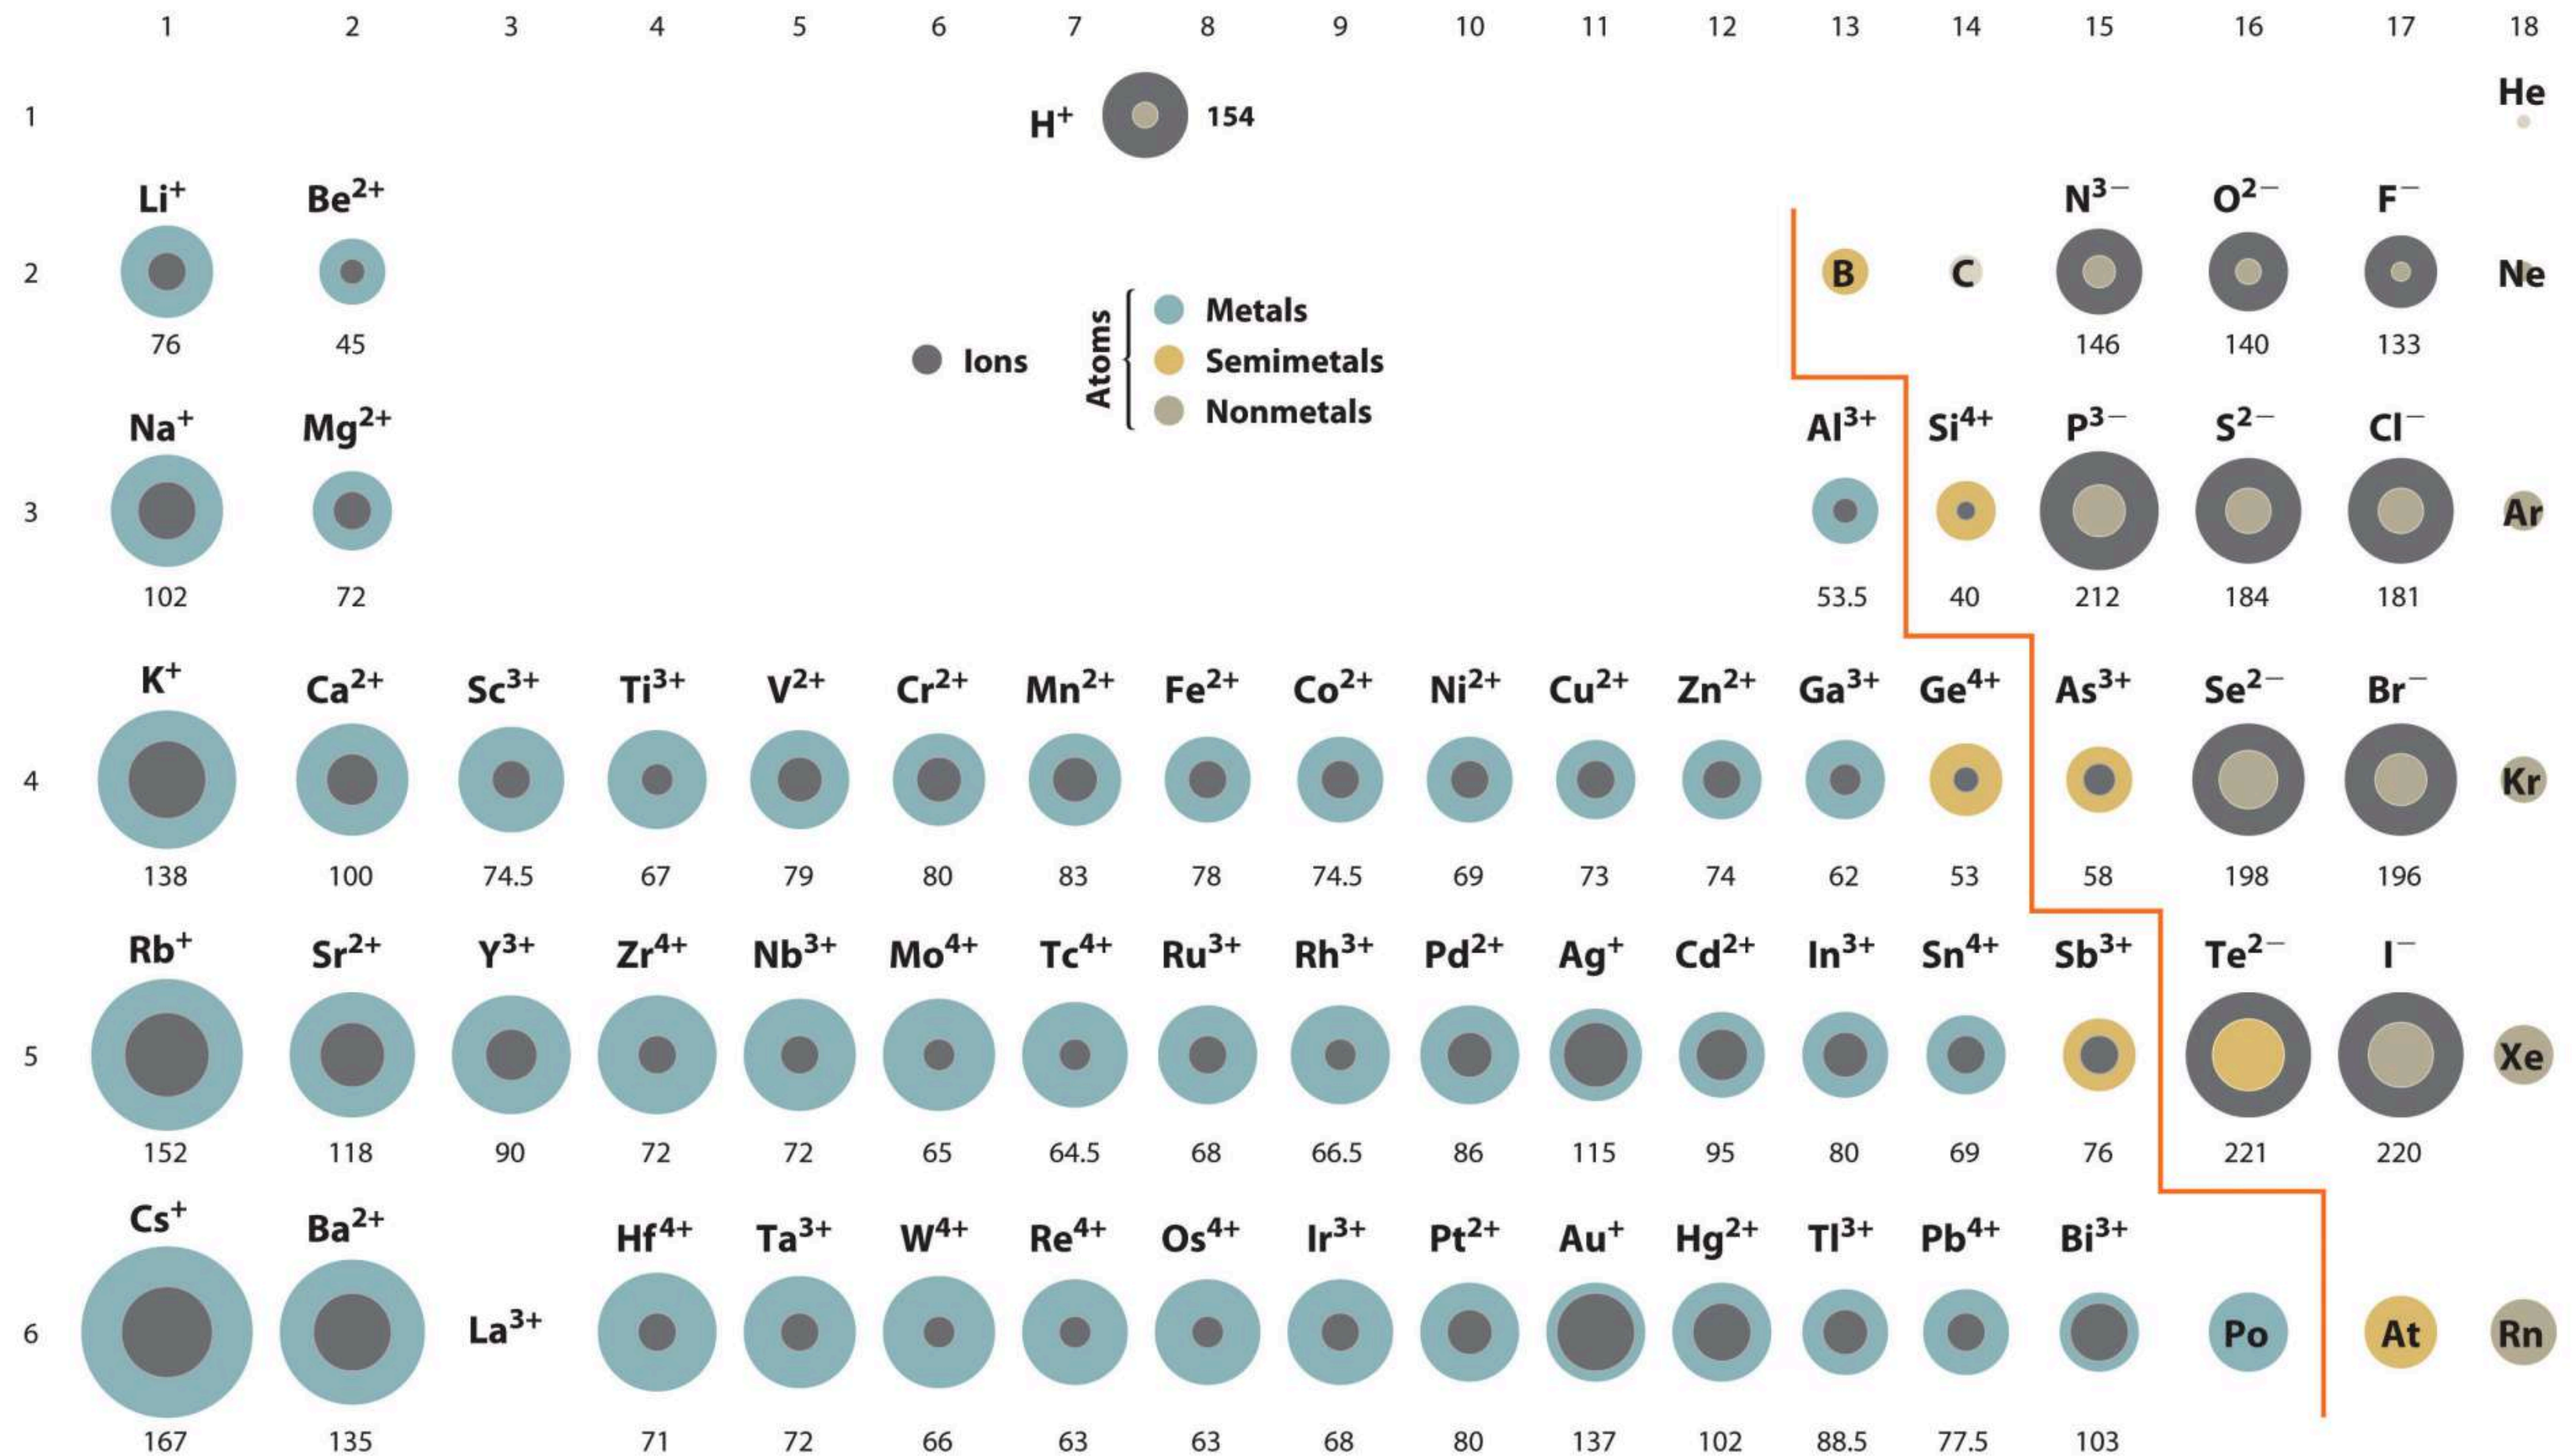 1 2 3 4 5 6 7 8 9 10 11 12 13 14 15 16 17 18
1 H⁺ 154 He
Li⁺ Be²⁺ N³⁻ O²⁻ F⁻
2 B C Ne
76 45 146 140 133
Ions
Atoms
Metals
Semimetals
Nonmetals
Na⁺ Mg²⁺ Al³⁺ Si⁴⁺ P³⁻ S²⁻ Cl⁻
3 Ar
102 72 53.5 40 212 184 181
K⁺ Ca²⁺ Sc³⁺ Ti³⁺ V²⁺ Cr²⁺ Mn²⁺ Fe²⁺ Co²⁺ Ni²⁺ Cu²⁺ Zn²⁺ Ga³⁺ Ge⁴⁺ As³⁺ Se²⁻ Br⁻
4 Kr
138 100 74.5 67 79 80 83 78 74.5 69 73 74 62 53 58 198 196
Rb⁺ Sr²⁺ Y³⁺ Zr⁴⁺ Nb³⁺ Mo⁴⁺ Tc⁴⁺ Ru³⁺ Rh³⁺ Pd²⁺ Ag⁺ Cd²⁺ In³⁺ Sn⁴⁺ Sb³⁺ Te²⁻ I⁻
5 Xe
152 118 90 72 72 65 64.5 68 66.5 86 115 95 80 69 76 221 220
Cs⁺ Ba²⁺ Hf⁴⁺ Ta³⁺ W⁴⁺ Re⁴⁺ Os⁴⁺ Ir³⁺ Pt²⁺ Au⁺ Hg²⁺ Tl³⁺ Pb⁴⁺ Bi³⁺
6 La³⁺ Po At Rn
167 135 71 72 66 63 63 68 80 137 102 88.5 77.5 103